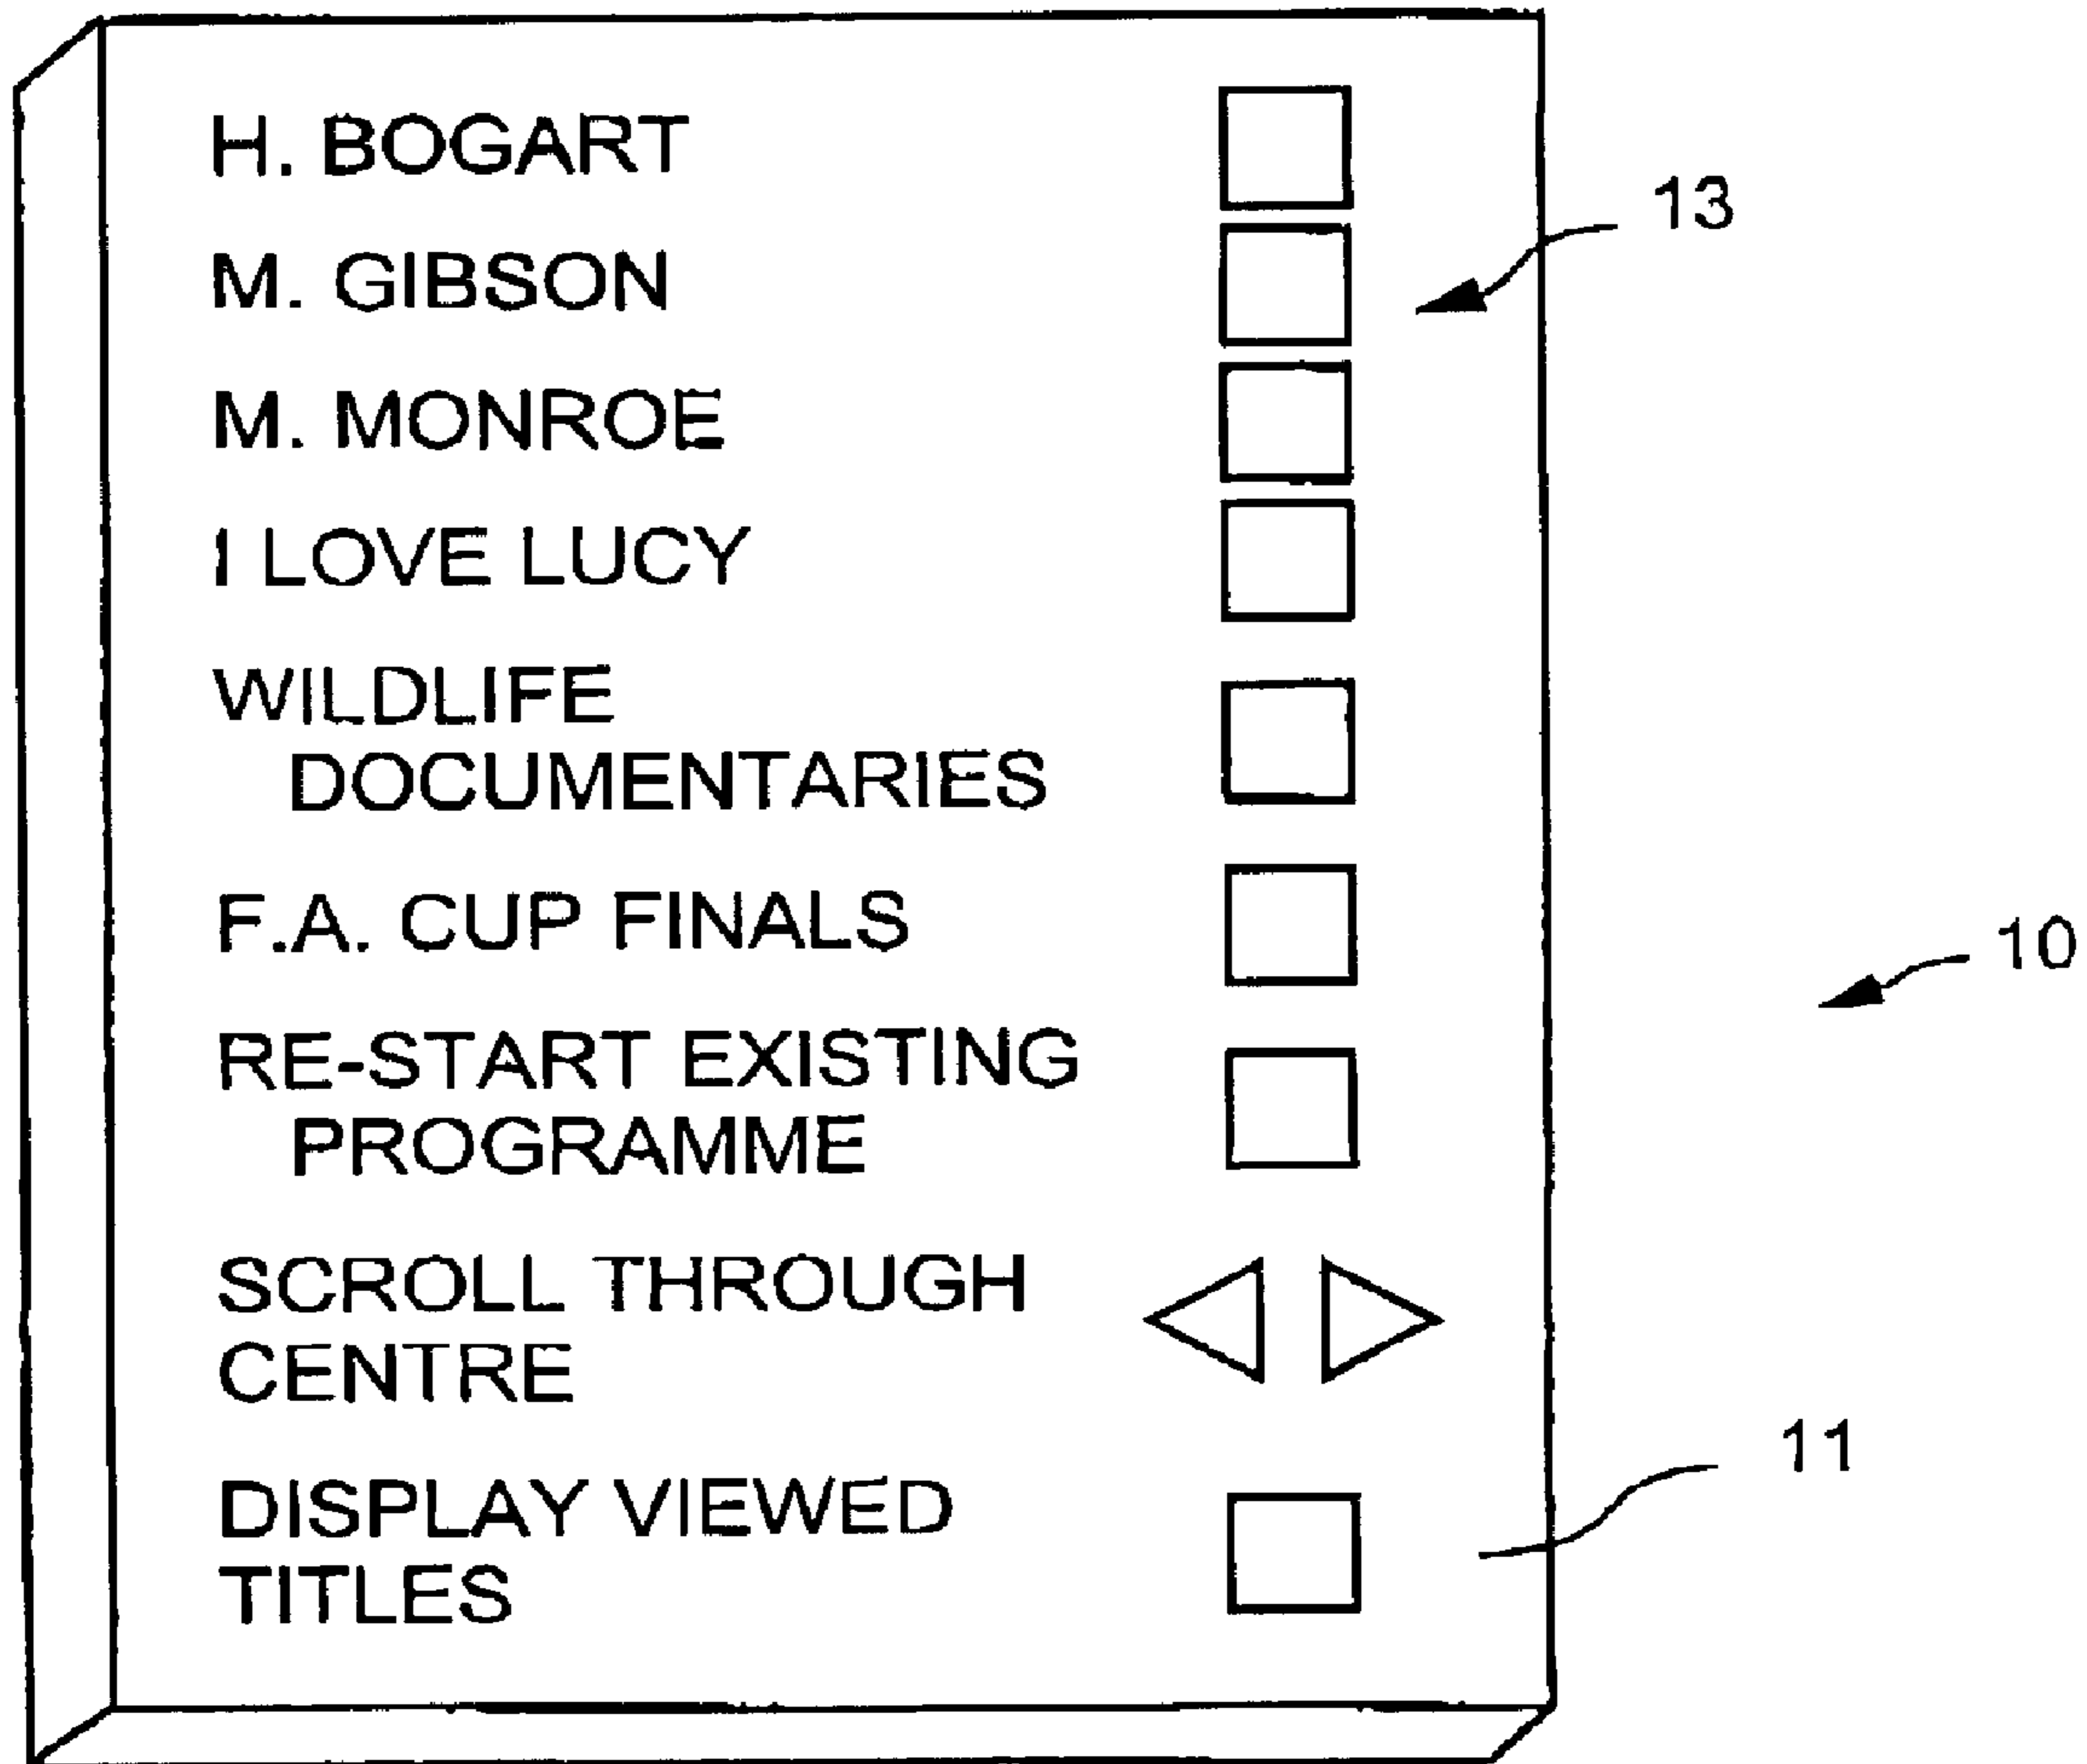 H. BOGART
13
M. GIBSON
M. MONROE
I LOVE LUCY
WILDLIFE
DOCUMENTARIES
F.A. CUP FINALS
10
RE-START EXISTING
PROGRAMME
SCROLL THROUGH
CENTRE
11
DISPLAY VIEWED
TITLES